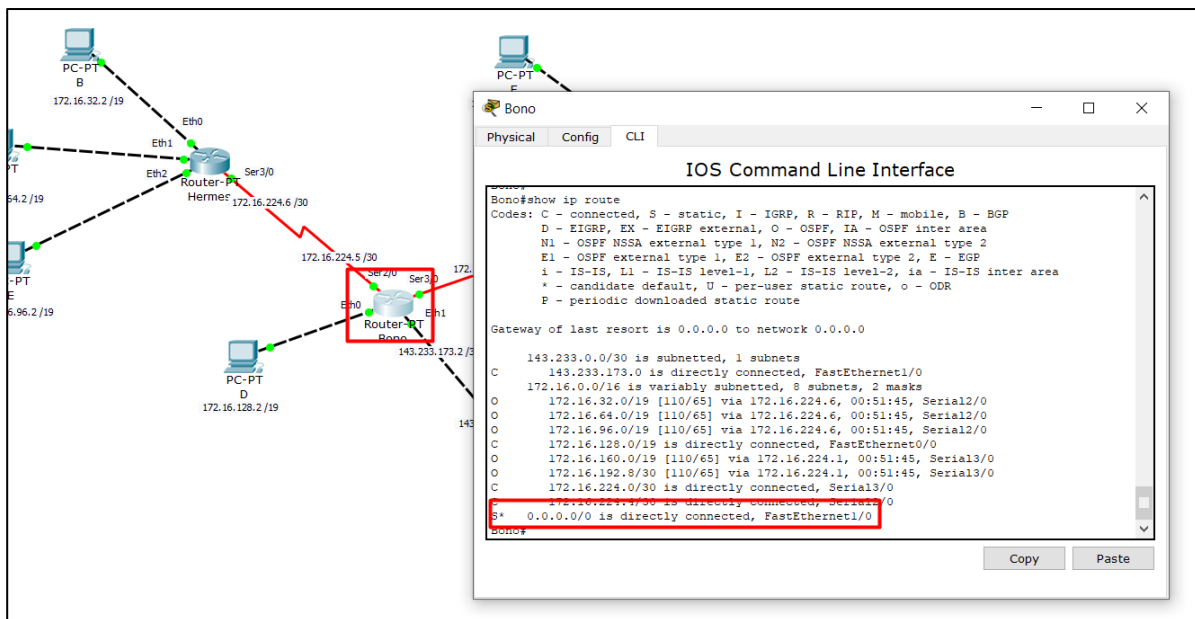 PC-PT
B
172.16.32.2 /19
Eth0
Eth1
Eth2
Ser3/0
Router-PT
Hermes
172.16.224.6 /30
64.2 /19
172.16.224.5 /30
Ser2/0
Ser3/0
172.
-PT
E
6.96.2 /19
Eth0
Eth1
Router-PT
Bono
143.233.173.2 /3
PC-PT
D
172.16.128.2 /19
143
PC-PT
Bono
Physical Config CLI
IOS Command Line Interface
Bono#
Bono#show ip route
Codes: C - connected, S - static, I - IGRP, R - RIP, M - mobile, B - BGP
D - EIGRP, EX - EIGRP external, O - OSPF, IA - OSPF inter area
N1 - OSPF NSSA external type 1, N2 - OSPF NSSA external type 2
E1 - OSPF external type 1, E2 - OSPF external type 2, E - EGP
i - IS-IS, L1 - IS-IS level-1, L2 - IS-IS level-2, ia - IS-IS inter area
* - candidate default, U - per-user static route, o - ODR
P - periodic downloaded static route
Gateway of last resort is 0.0.0.0 to network 0.0.0.0
143.233.0.0/30 is subnetted, 1 subnets
C 143.233.173.0 is directly connected, FastEthernet1/0
172.16.0.0/16 is variably subnetted, 8 subnets, 2 masks
O 172.16.32.0/19 [110/65] via 172.16.224.6, 00:51:45, Serial2/0
O 172.16.64.0/19 [110/65] via 172.16.224.6, 00:51:45, Serial2/0
O 172.16.96.0/19 [110/65] via 172.16.224.6, 00:51:45, Serial2/0
C 172.16.128.0/19 is directly connected, FastEthernet0/0
O 172.16.160.0/19 [110/65] via 172.16.224.1, 00:51:45, Serial3/0
O 172.16.192.8/30 [110/65] via 172.16.224.1, 00:51:45, Serial3/0
C 172.16.224.0/30 is directly connected, Serial3/0
C 172.16.224.4/30 is directly connected, Serial2/0
S* 0.0.0.0/0 is directly connected, FastEthernet1/0
Bono#
Copy Paste